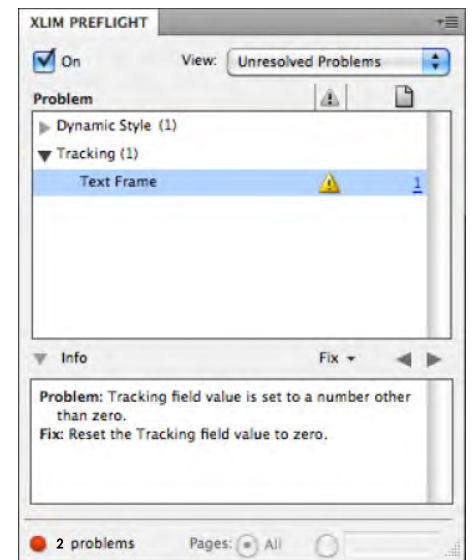 XLIM PREFLIGHT
On View: Unresolved Problems
Problem
Dynamic Style (1)
Tracking (1)
Text Frame 1
Info Fix
Problem: Tracking field value is set to a number other
than zero.
Fix: Reset the Tracking field value to zero.
2 problems Pages: All